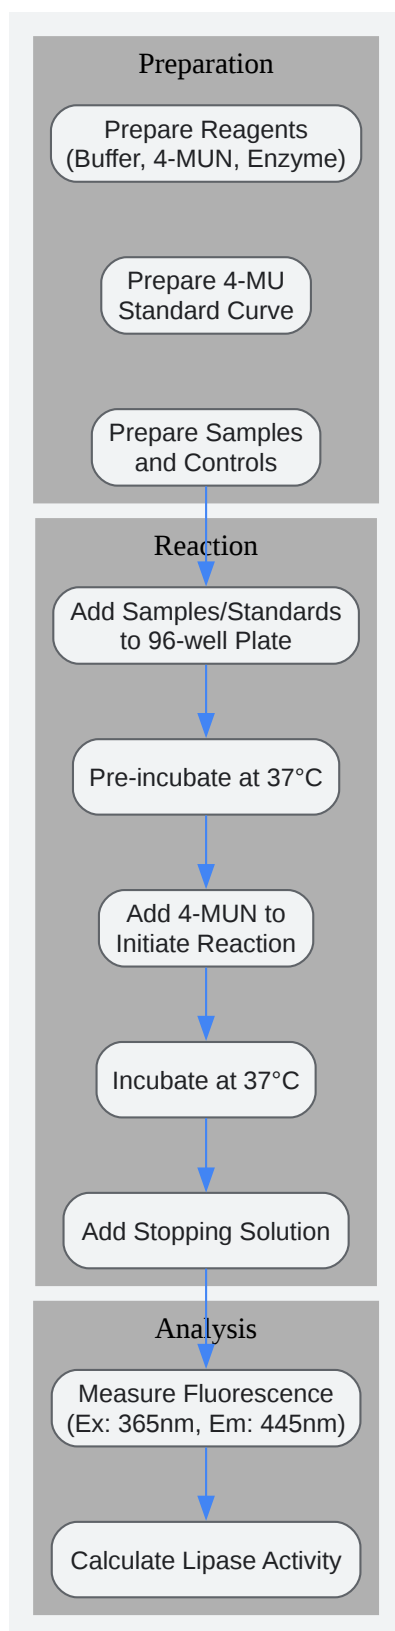 Preparation
Prepare Reagents
(Buffer, 4-MUN, Enzyme)
Prepare 4-MU
Standard Curve
Prepare Samples
and Controls
Reaction
Add Samples/Standards
to 96-well Plate
Pre-incubate at 37°C
Add 4-MUN to
Initiate Reaction
Incubate at 37°C
Add Stopping Solution
Analysis
Measure Fluorescence
(Ex: 365nm, Em: 445nm)
Calculate Lipase Activity